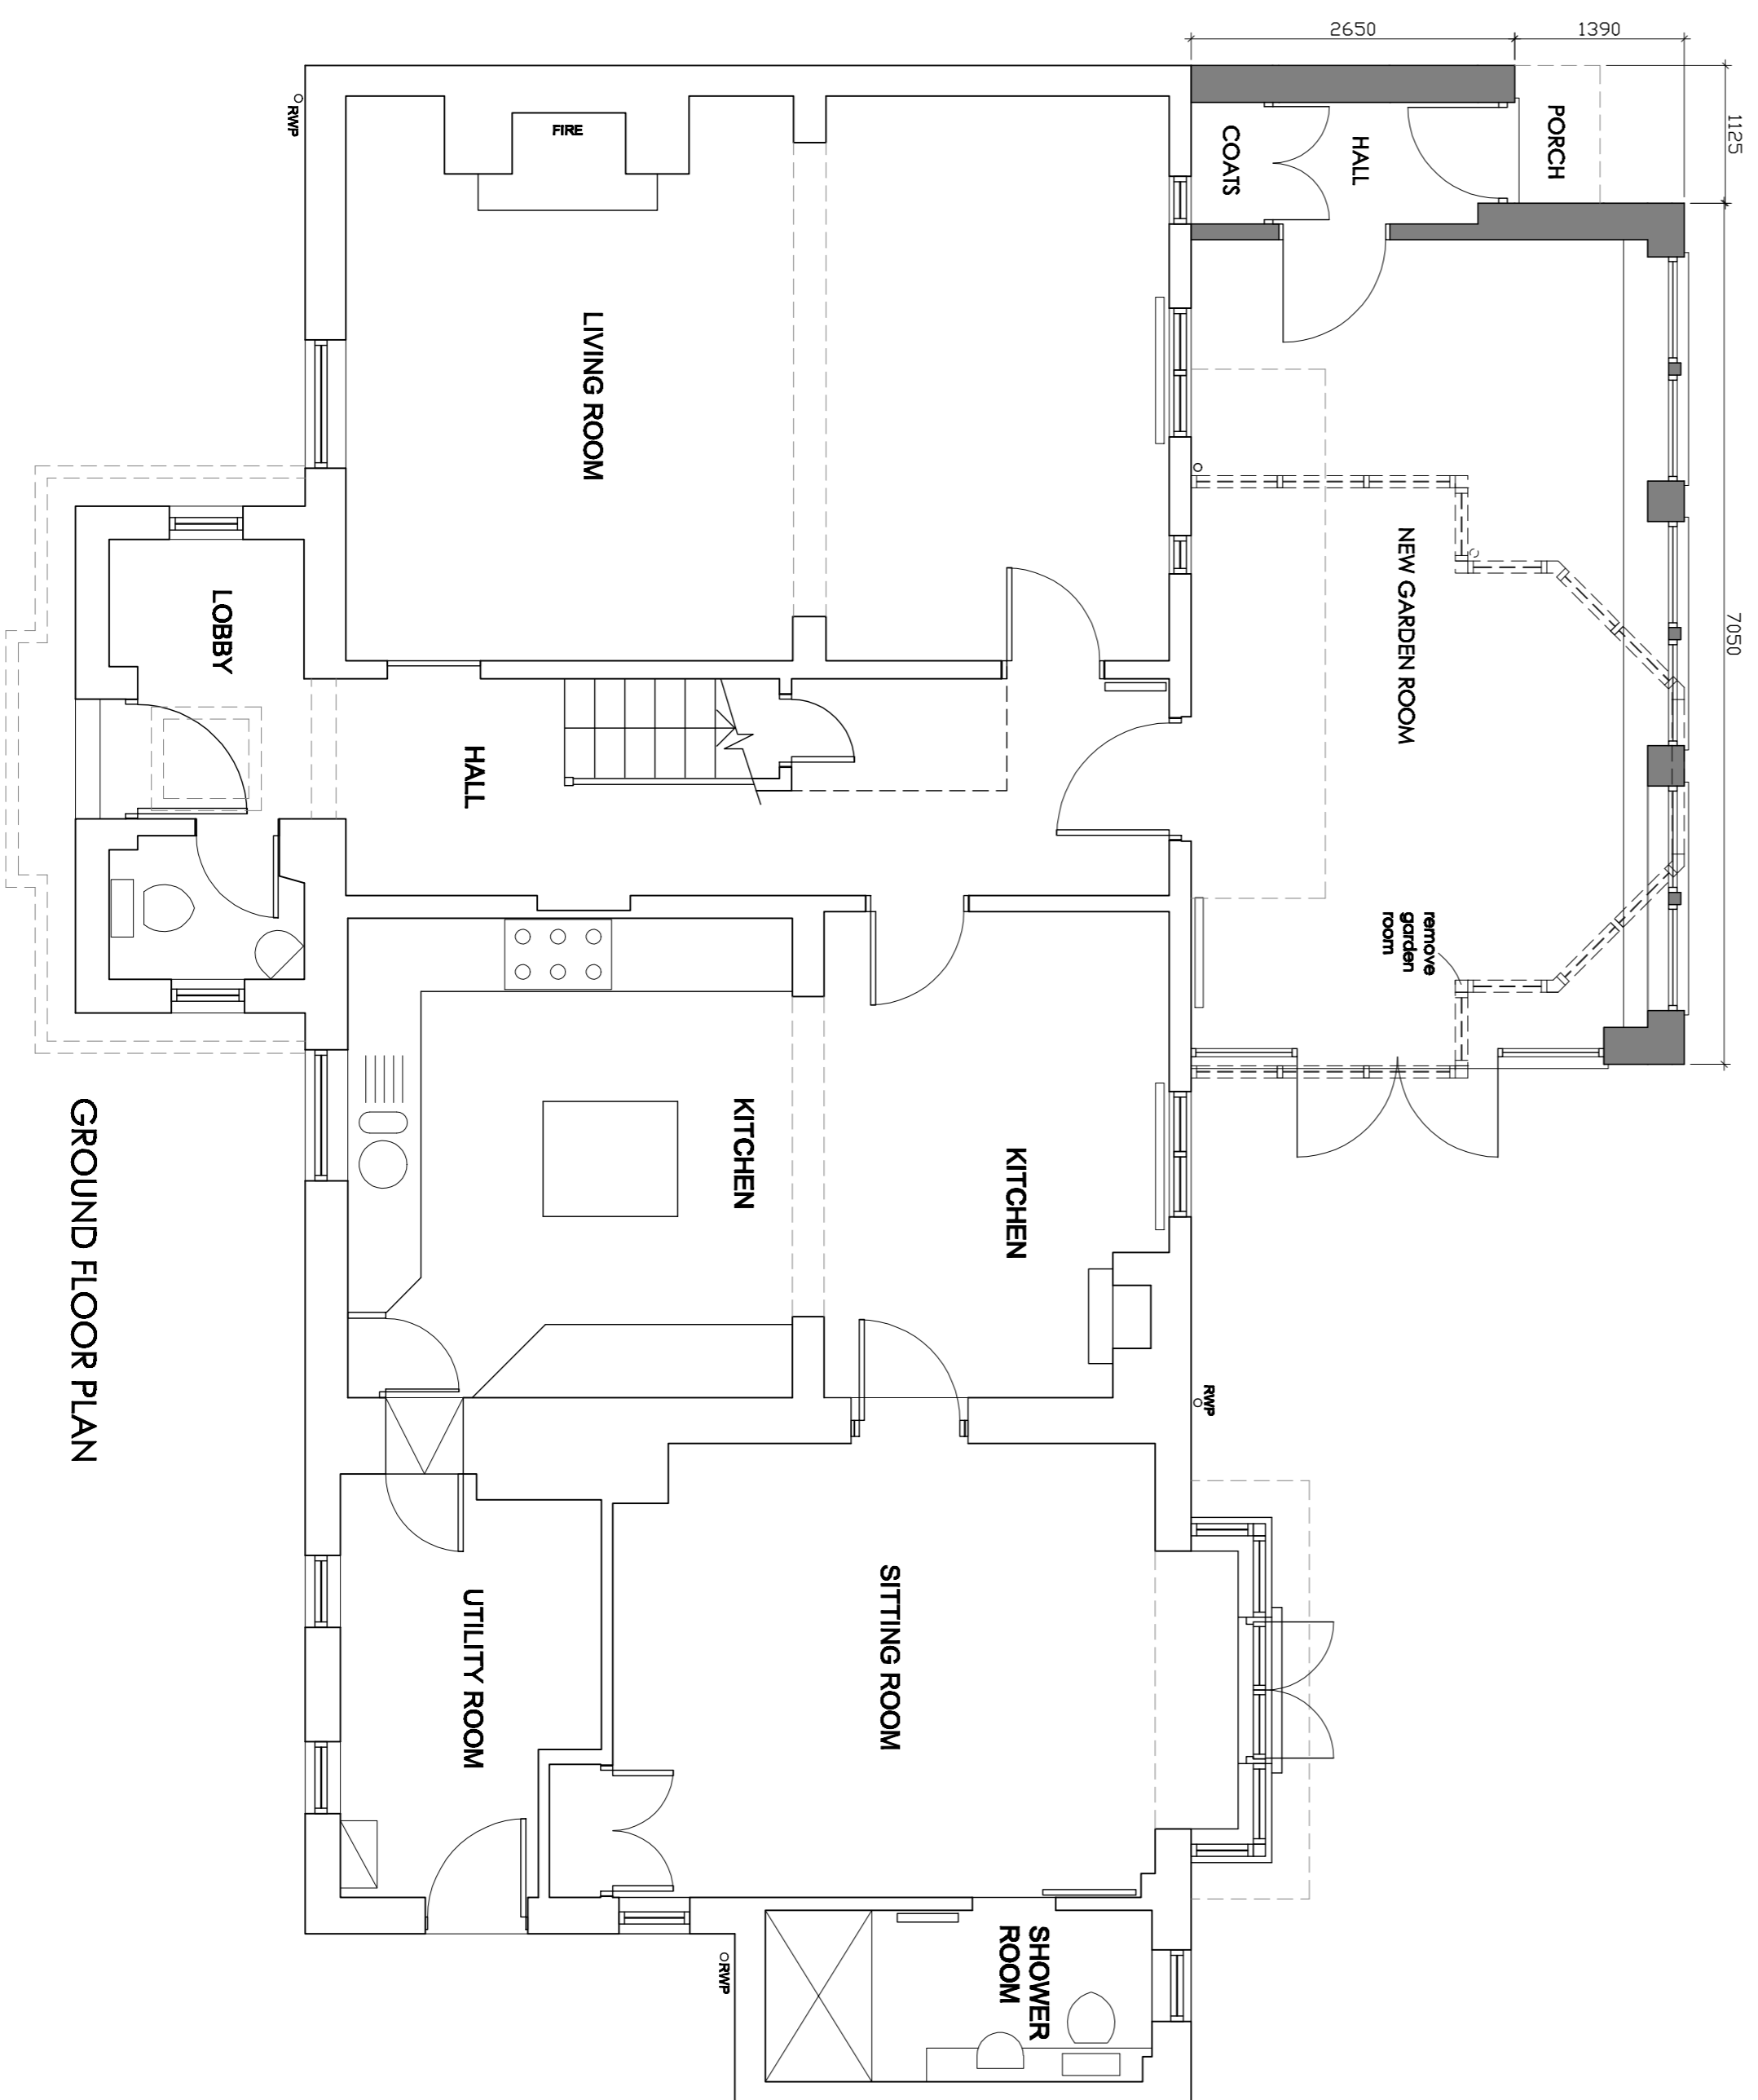 2650
1390
1125
7050
PORCH
HALL
COATS
RWP
FIRE
LIVING ROOM
NEW GARDEN ROOM
LOBBY
HALL
remove
garden
room
KITCHEN
KITCHEN
GROUND FLOOR PLAN
RWP
SITTING ROOM
UTILITY ROOM
SHOWER
ROOM
RWP